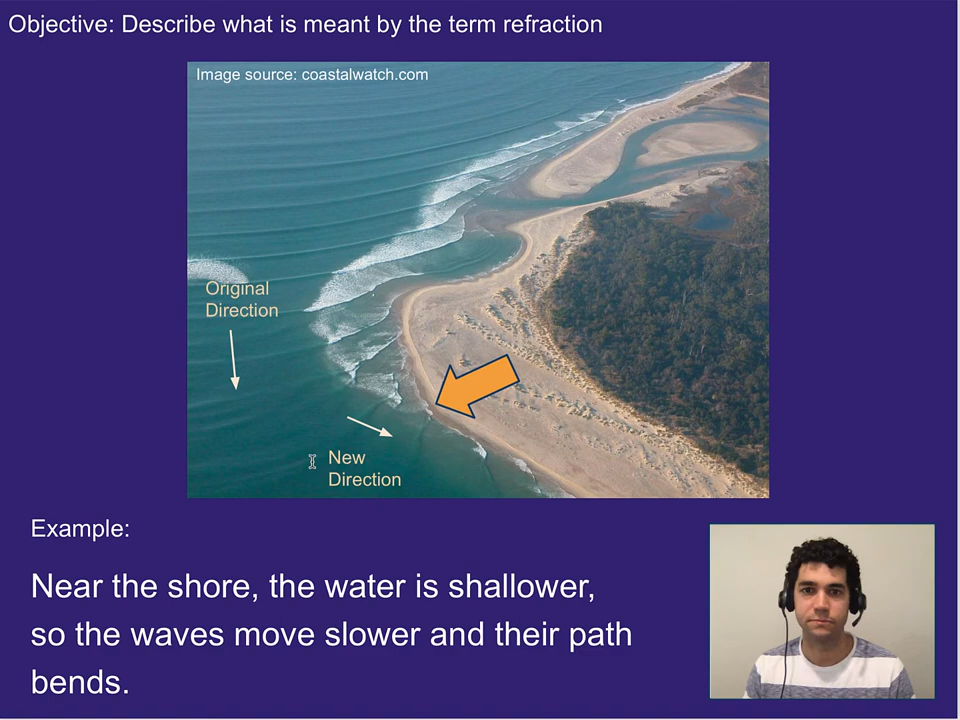 Objective: Describe what is meant by the term refraction
Image source: coastalwatch.com
Original
Direction
New
Direction
Example:
Near the shore, the water is shallower,
so the waves move slower and their path
bends.